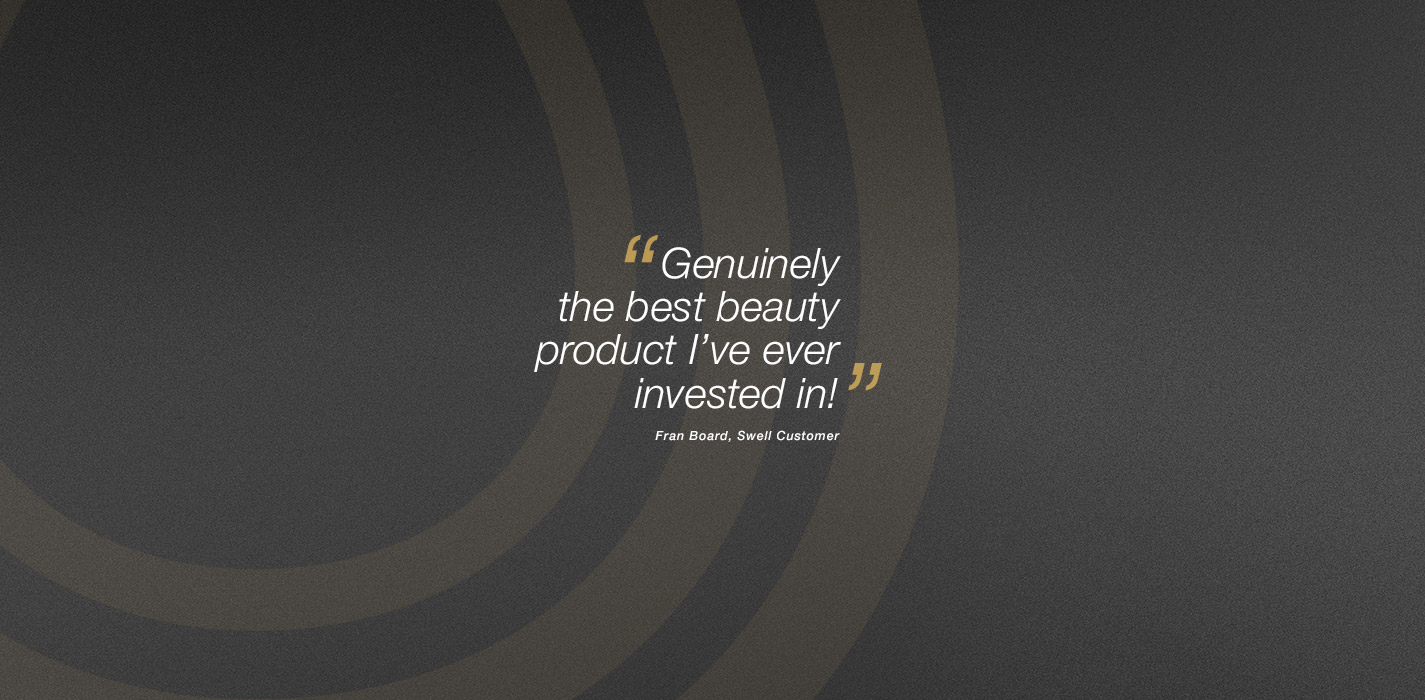 “Genuinely
the best beauty
product I’ve ever
invested in!”
Fran Board, Swell Customer